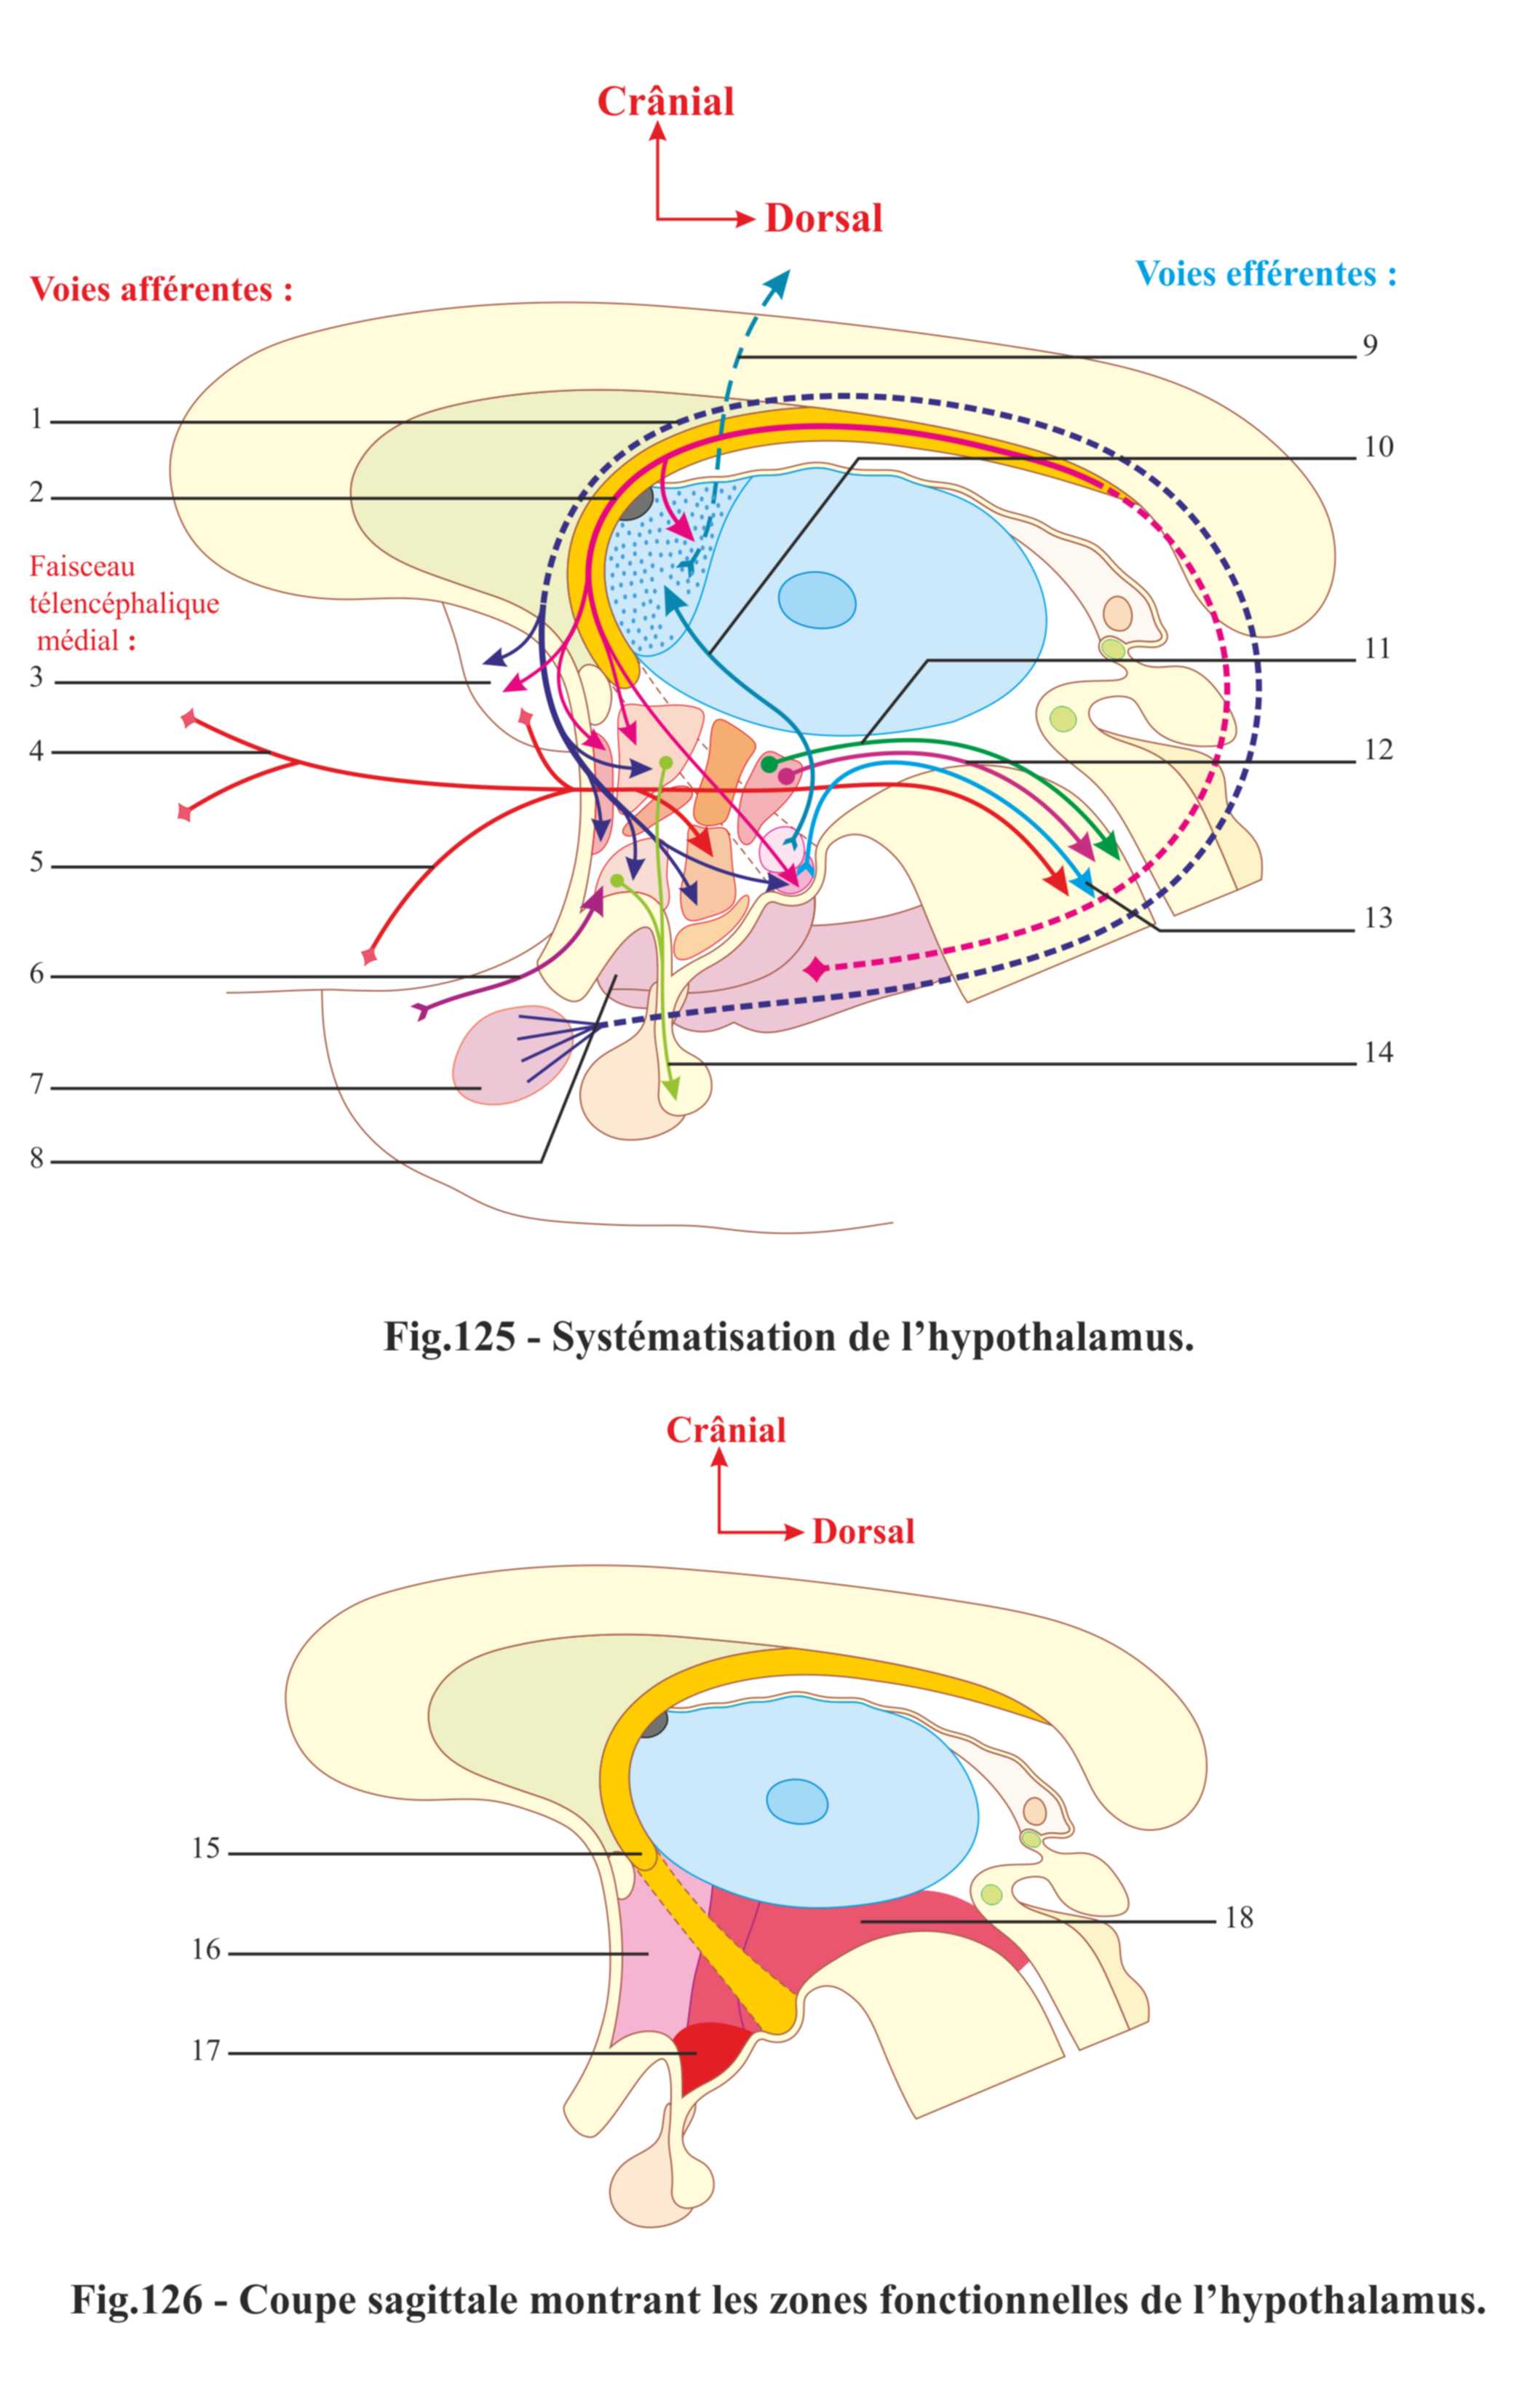 Crânial
Dorsal
Voies afférentes :
Voies efférentes :
9
1
10
2
Faisceau
télencéphalique
médial :
3
11
4
12
5
13
6
14
7
8
Fig.125 - Systématisation de l’hypothalamus.
Crânial
Dorsal
15
18
16
17
Fig.126 - Coupe sagittale montrant les zones fonctionnelles de l’hypothalamus.